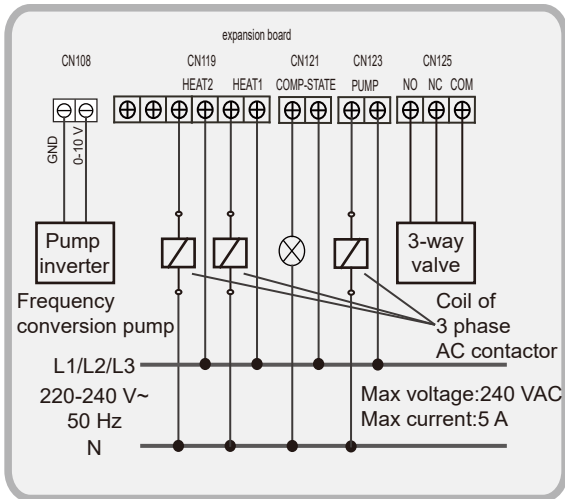 expansion board
CN108
CN119
CN121
CN123
CN125
HEAT2
HEAT1
COMP-STATE
PUMP
NO
NC
COM
GND
0-10 V
Pump
inverter
3-way
valve
Frequency
conversion pump
Coil of
3 phase
AC contactor
L1/L2/L3
220-240 V~
50 Hz
N
Max voltage:240 VAC
Max current:5 A